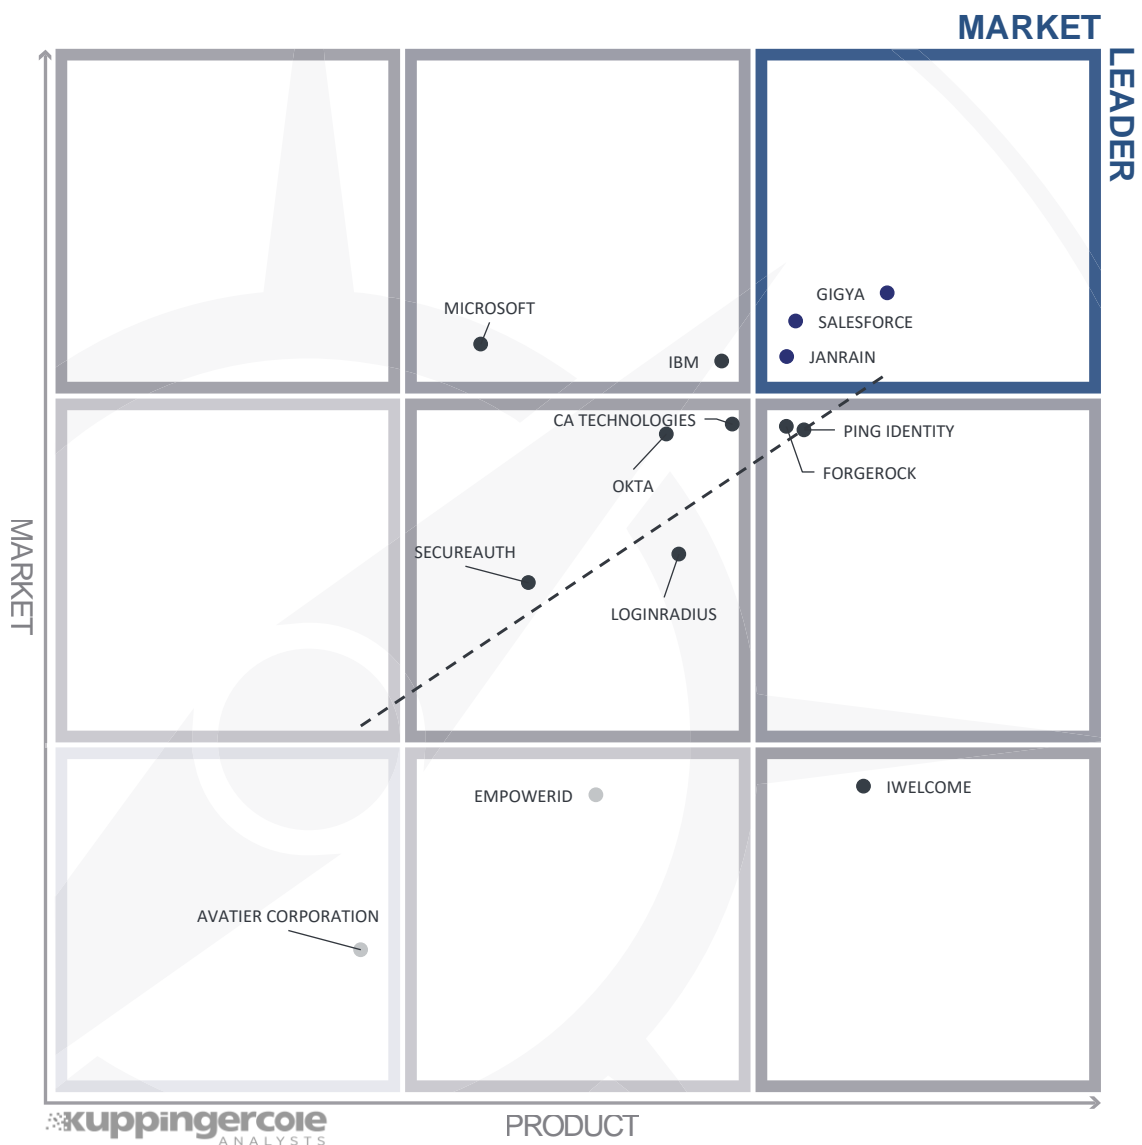 MARKET
LEADER
MICROSOFT
GIGYA
SALESFORCE
IBM
JANRAIN
CA TECHNOLOGIES
PING IDENTITY
OKTA
FORGEROCK
MARKET
SECUREAUTH
LOGINRADIUS
EMPOWERID
IWELCOME
AVATIER CORPORATION
kuppingercole
ANALYSTS
PRODUCT